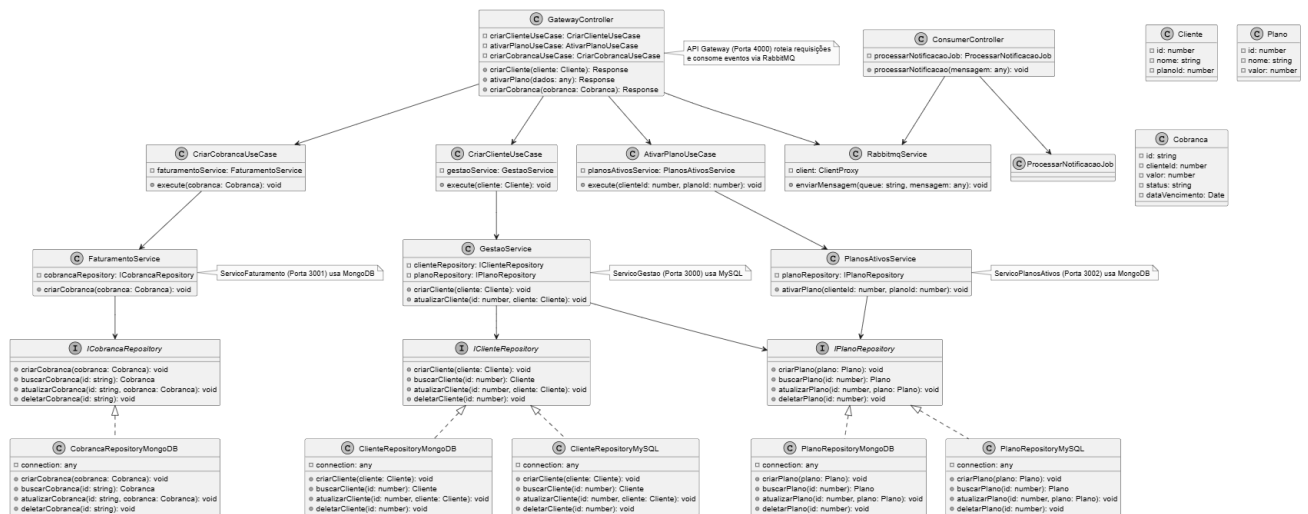 C GatewayController
criarClienteUseCase: CriarClienteUseCase
ativarPlanoUseCase: AtivarPlanoUseCase
criarCobrancaUseCase: CriarCobrancaUseCase
criarCliente(cliente: Cliente): Response
ativarPlano(dados: any): Response
criarCobranca(cobranca: Cobranca): Response
API Gateway (Porta 4000) roteia requisições
e consome eventos via RabbitMQ
C ConsumerController
processarNotificacaoJob: ProcessarNotificacaoJob
processarNotificacao(mensagem: any): void
C Cliente
id: number
nome: string
planoId: number
C Plano
id: number
nome: string
valor: number
C CriarCobrancaUseCase
faturamentoService: FaturamentoService
execute(cobranca: Cobranca): void
C CriarClienteUseCase
gestaoService: GestaoService
execute(cliente: Cliente): void
C AtivarPlanoUseCase
planosAtivosService: PlanosAtivosService
execute(clienteId: number, planoId: number): void
C RabbitmqService
client: ClientProxy
enviarMensagem(queue: string, mensagem: any): void
C ProcessarNotificacaoJob
C Cobranca
id: string
clienteId: number
valor: number
status: string
dataVencimento: Date
C FaturamentoService
cobrancaRepository: ICobrancaRepository
criarCobranca(cobranca: Cobranca): void
ServicoFaturamento (Porta 3001) usa MongoDB
C GestaoService
clienteRepository: IClienteRepository
planoRepository: IPlanoRepository
criarCliente(cliente: Cliente): void
atualizarCliente(id: number, cliente: Cliente): void
ServicoGestao (Porta 3000) usa MySQL
C PlanosAtivosService
planoRepository: IPlanoRepository
ativarPlano(clienteId: number, planoId: number): void
ServicoPlanosAtivos (Porta 3002) usa MongoDB
I ICobrancaRepository
criarCobranca(cobranca: Cobranca): void
buscarCobranca(id: string): Cobranca
atualizarCobranca(id: string, cobranca: Cobranca): void
deletarCobranca(id: string): void
I IClienteRepository
criarCliente(cliente: Cliente): void
buscarCliente(id: number): Cliente
atualizarCliente(id: number, cliente: Cliente): void
deletarCliente(id: number): void
I IPlanoRepository
criarPlano(plano: Plano): void
buscarPlano(id: number): Plano
atualizarPlano(id: number, plano: Plano): void
deletarPlano(id: number): void
C CobrancaRepositoryMongoDB
connection: any
criarCobranca(cobranca: Cobranca): void
buscarCobranca(id: string): Cobranca
atualizarCobranca(id: string, cobranca: Cobranca): void
deletarCobranca(id: string): void
C ClienteRepositoryMongoDB
connection: any
criarCliente(cliente: Cliente): void
buscarCliente(id: number): Cliente
atualizarCliente(id: number, cliente: Cliente): void
deletarCliente(id: number): void
C ClienteRepositoryMySQL
connection: any
criarCliente(cliente: Cliente): void
buscarCliente(id: number): Cliente
atualizarCliente(id: number, cliente: Cliente): void
deletarCliente(id: number): void
C PlanoRepositoryMongoDB
connection: any
criarPlano(plano: Plano): void
buscarPlano(id: number): Plano
atualizarPlano(id: number, plano: Plano): void
deletarPlano(id: number): void
C PlanoRepositoryMySQL
connection: any
criarPlano(plano: Plano): void
buscarPlano(id: number): Plano
atualizarPlano(id: number, plano: Plano): void
deletarPlano(id: number): void